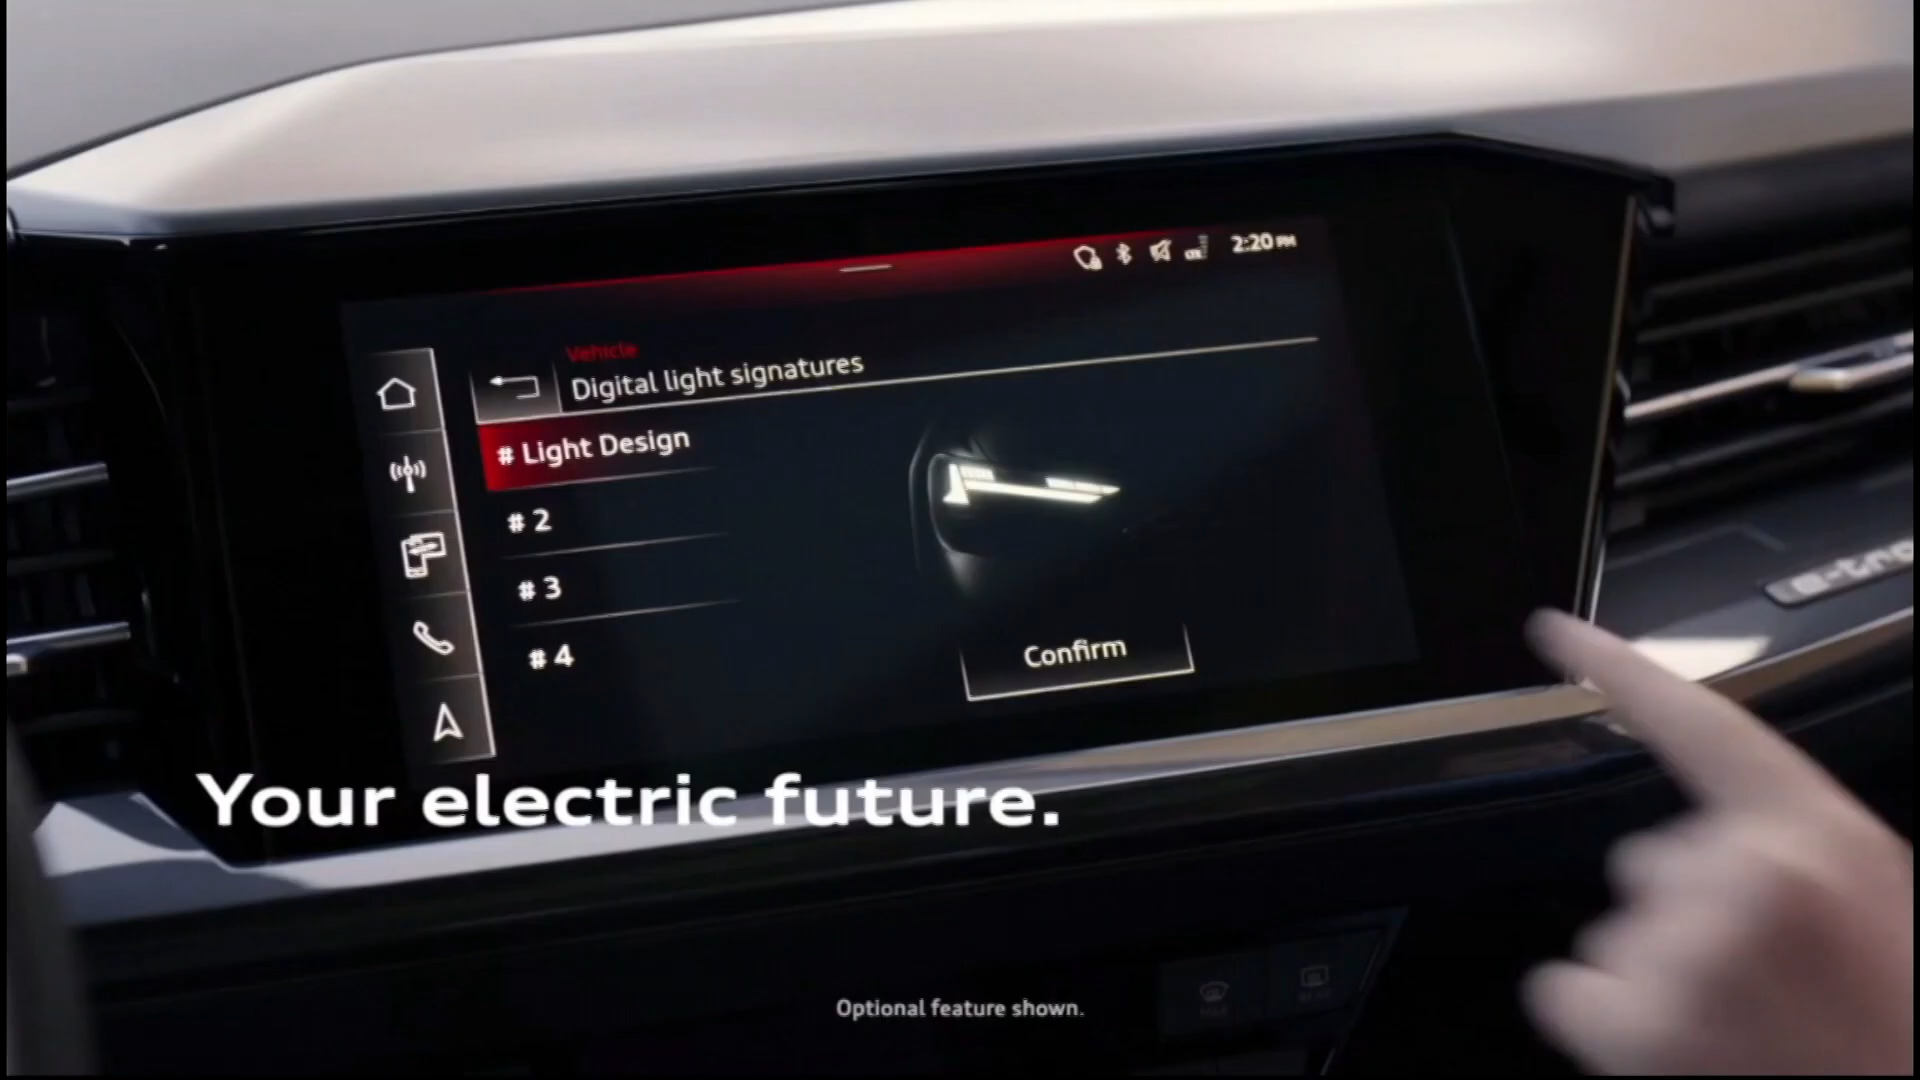 2:20 PM
Vehicle
Digital light signatures
# Light Design
# 2
# 3
# 4
Confirm
Your electric future.
Optional feature shown.